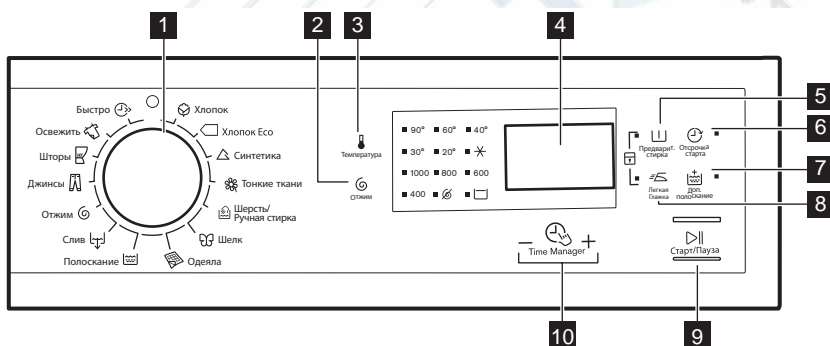 1
2
3
4
5
6
7
8
9
10
Быстро
Освежить
Шторы
Джинсы
Отжим
Слив
Полоскание
Хлопок
Хлопок Eco
Синтетика
Тонкие ткани
Шерсть/
Ручная стирка
Шелк
Одеяла
Температура
Отжим
90° 60° 40°
30° 20°
1000 800 600
400
Предварит.
стирка
Отсрочка
старта
Легкая
Глажка
Доп.
полоскание
− Time Manager +
Старт/Пауза